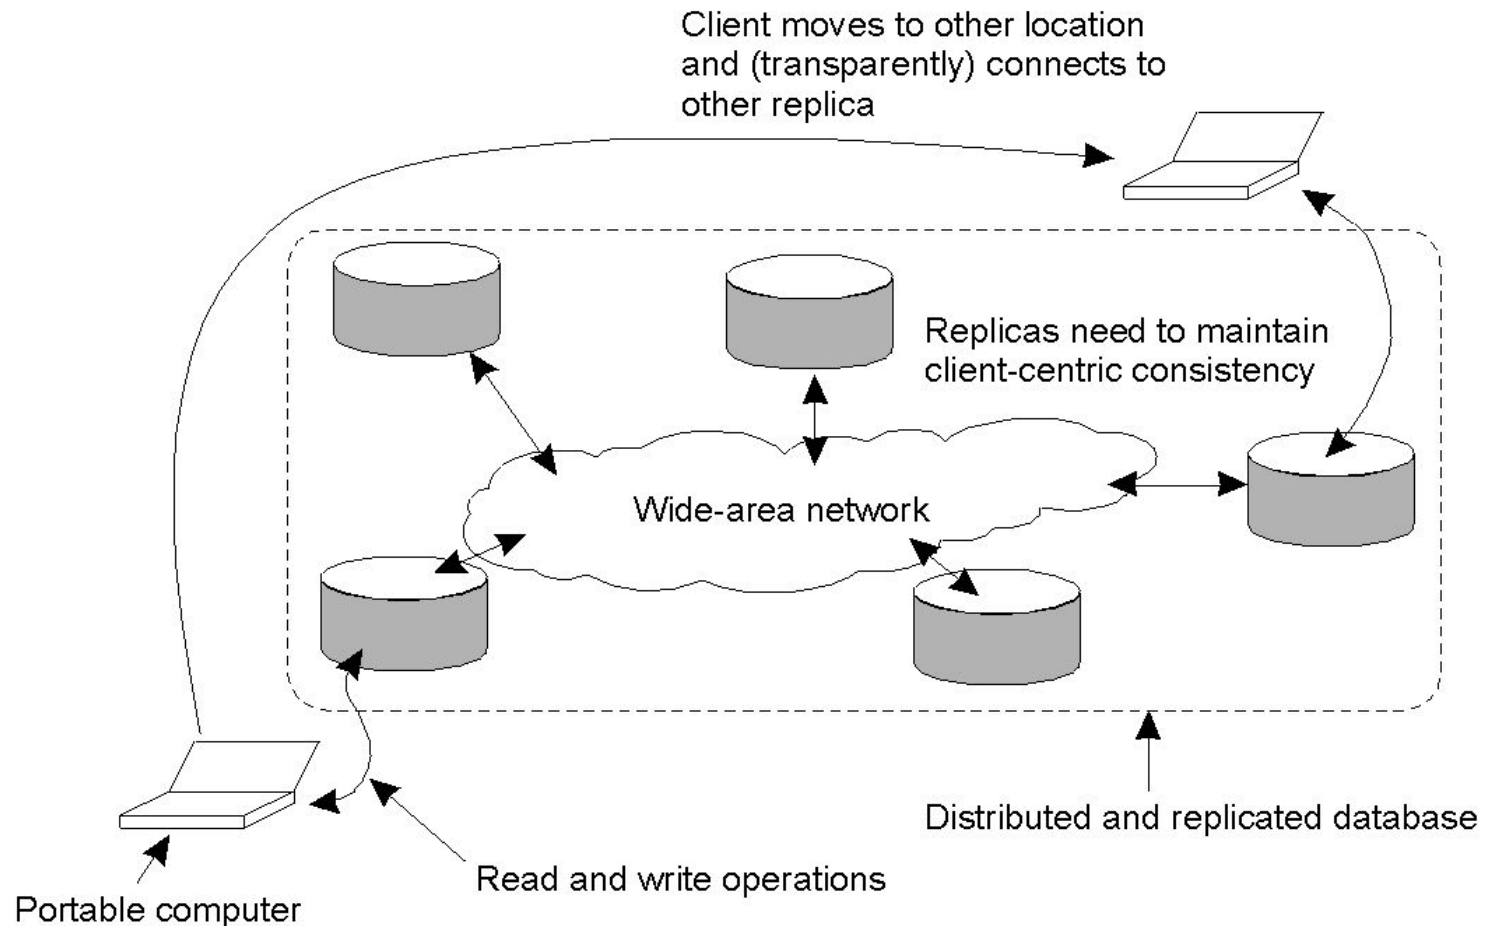 Client moves to other location
and (transparently) connects to
other replica
Replicas need to maintain
client-centric consistency
Wide-area network
Distributed and replicated database
Read and write operations
Portable computer